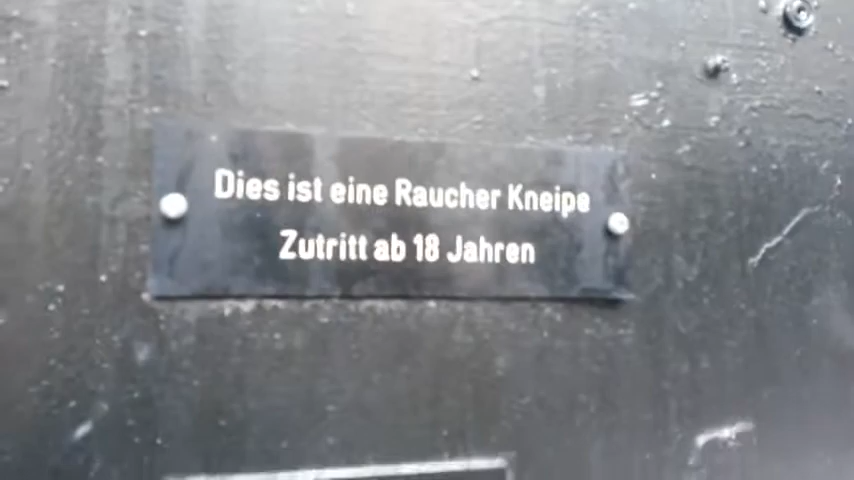 Dies ist eine Raucher Kneipe
Zutritt ab 18 Jahren